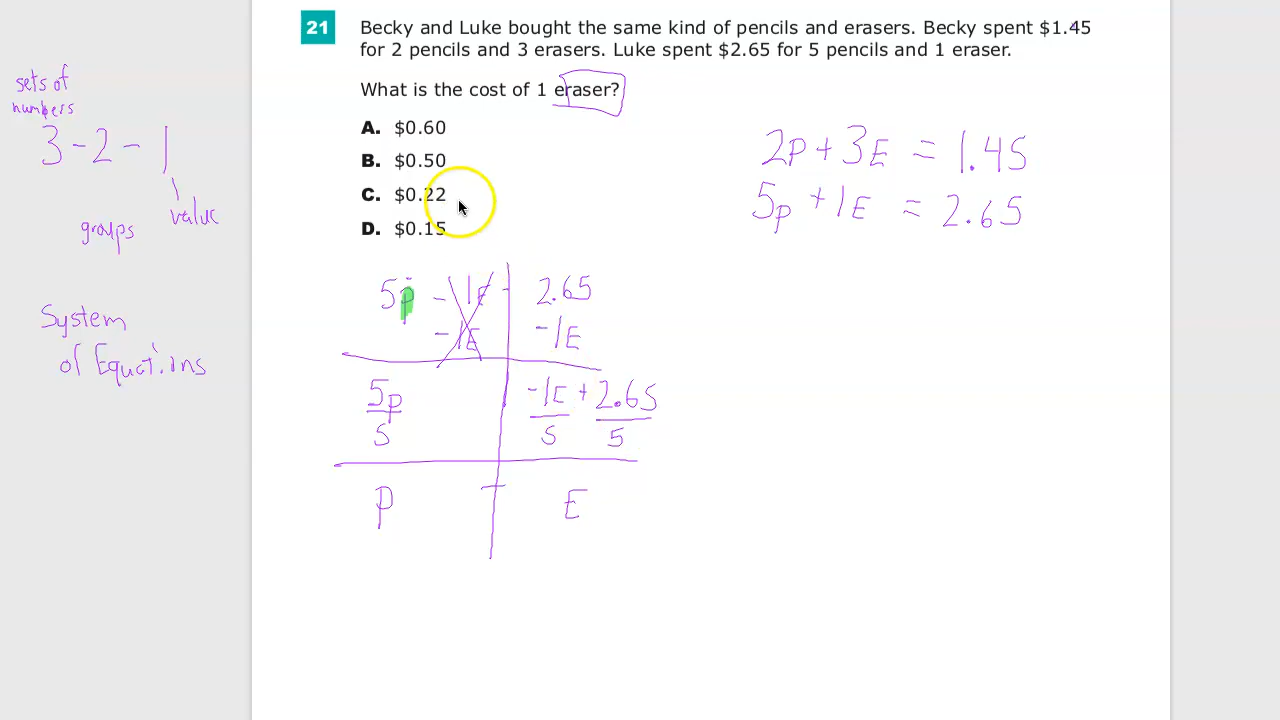 21 Becky and Luke bought the same kind of pencils and erasers. Becky spent $1.45
for 2 pencils and 3 erasers. Luke spent $2.65 for 5 pencils and 1 eraser.
What is the cost of 1 eraser?
A. $0.60
B. $0.50
C. $0.22
D. $0.15
sets of
numbers
3 - 2 - 1
value
groups
System
of Equations
2P + 3E = 1.45
5p + 1E = 2.65
5p - 1E - 2.65
- 1E - 1E
5p -1E + 2.65
5 5 5
P - E